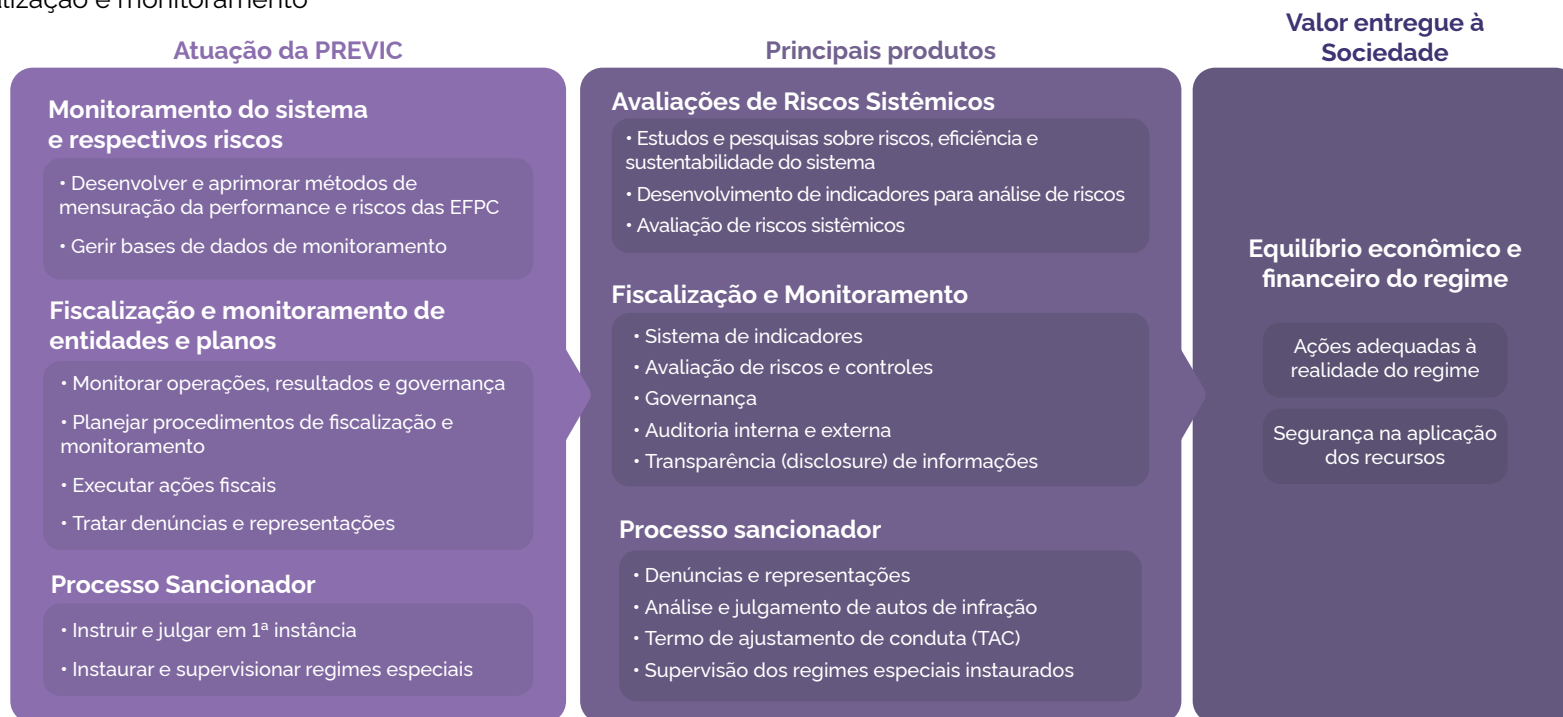 e monitoramento
Atuação da PREVIC
Monitoramento do sistema
e respectivos riscos
• Desenvolver e aprimorar métodos de
mensuração da performance e riscos das EFPC
• Gerir bases de dados de monitoramento
Fiscalização e monitoramento de
entidades e planos
• Monitorar operações, resultados e governança
• Planejar procedimentos de fiscalização e
monitoramento
• Executar ações fiscais
• Tratar denúncias e representações
Processo Sancionador
• Instruir e julgar em 1ª instância
• Instaurar e supervisionar regimes especiais
Principais produtos
Avaliações de Riscos Sistêmicos
• Estudos e pesquisas sobre riscos, eficiência e
sustentabilidade do sistema
• Desenvolvimento de indicadores para análise de riscos
• Avaliação de riscos sistêmicos
Fiscalização e Monitoramento
• Sistema de indicadores
• Avaliação de riscos e controles
• Governança
• Auditoria interna e externa
• Transparência (disclosure) de informações
Processo sancionador
• Denúncias e representações
• Análise e julgamento de autos de infração
• Termo de ajustamento de conduta (TAC)
• Supervisão dos regimes especiais instaurados
Valor entregue à
Sociedade
Equilíbrio econômico e
financeiro do regime
Ações adequadas à
realidade do regime
Segurança na aplicação
dos recursos